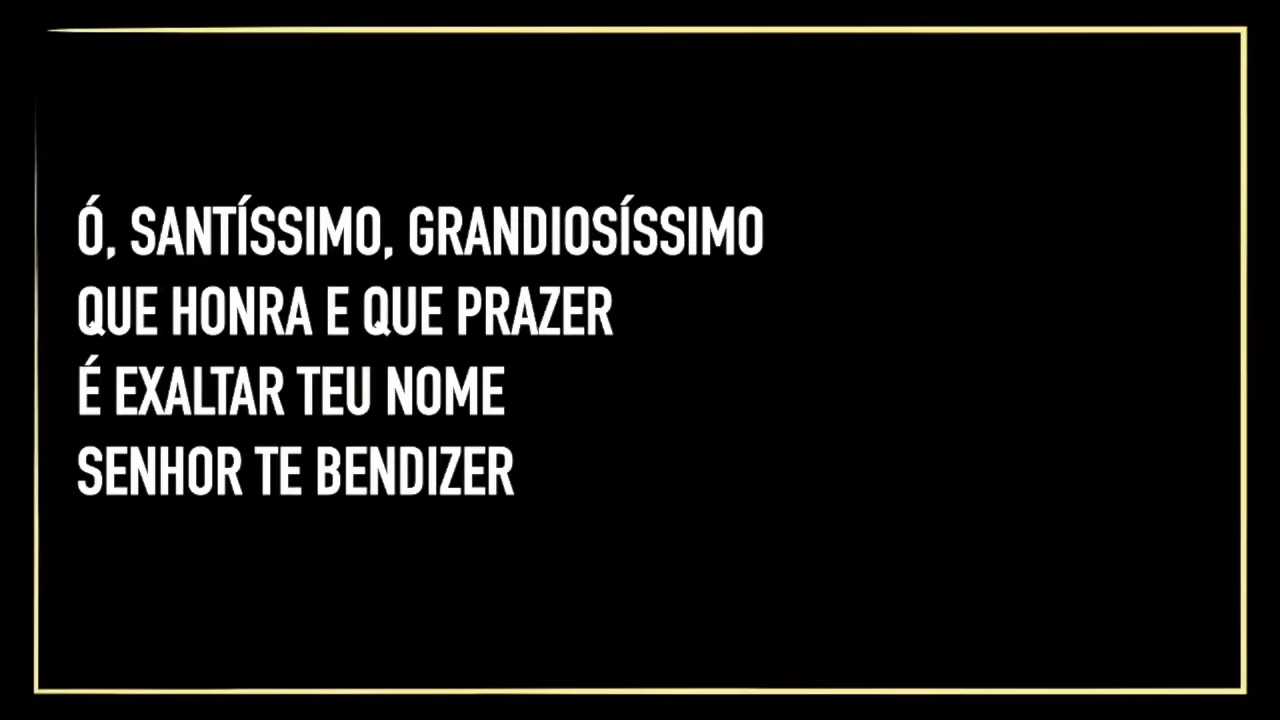 Ó, SANTÍSSIMO, GRANDIOSÍSSIMO
QUE HONRA E QUE PRAZER
É EXALTAR TEU NOME
SENHOR TE BENDIZER